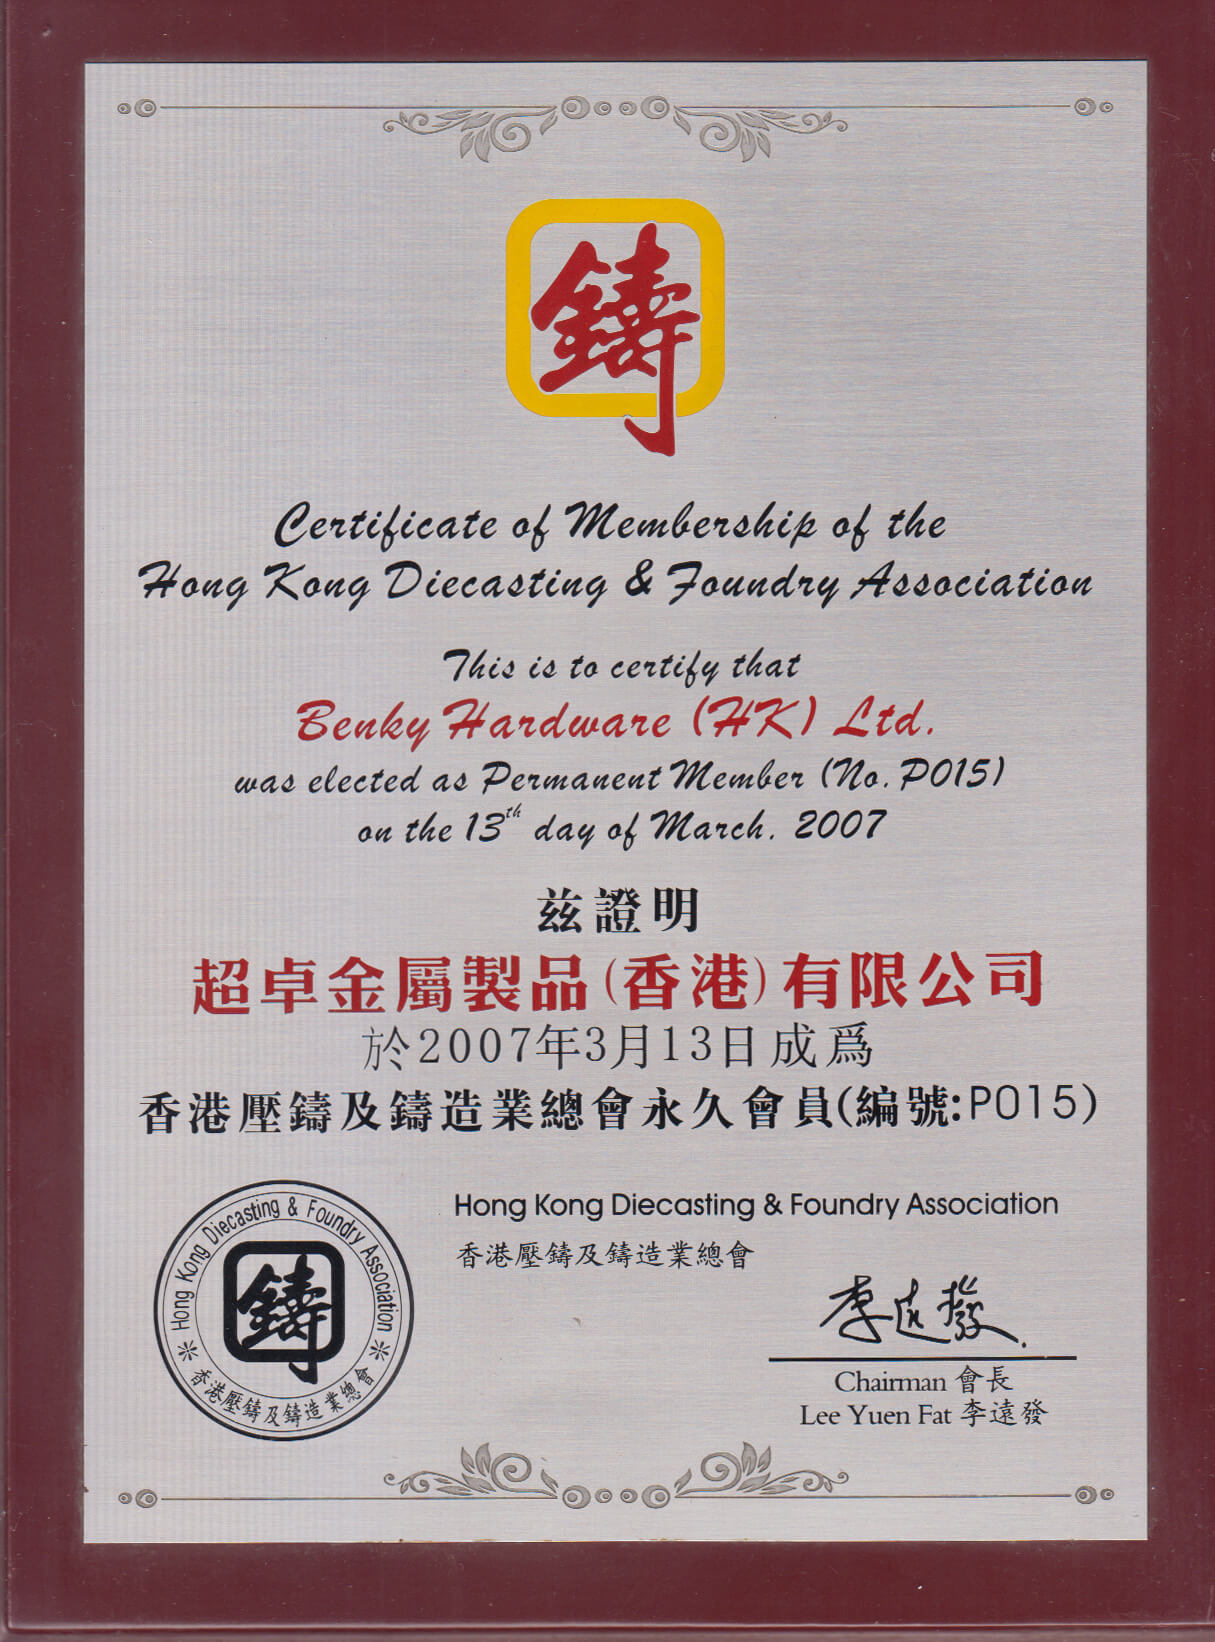 鑄
Certificate of Membership of the
Hong Kong Diecasting & Foundry Association
This is to certify that
Benky Hardware (HK) Ltd.
was elected as Permanent Member (No. P015)
on the 13th day of March. 2007
茲證明
超卓金屬製品(香港)有限公司
於2007年3月13日成爲
香港壓鑄及鑄造業總會永久會員(編號:P015)
Hong Kong Diecasting & Foundry Association
香港壓鑄及鑄造業總會
李遠發
Chairman 會長
Lee Yuen Fat 李遠發
Hong Kong Diecasting & Foundry Association
鑄
香港壓鑄及鑄造業總會